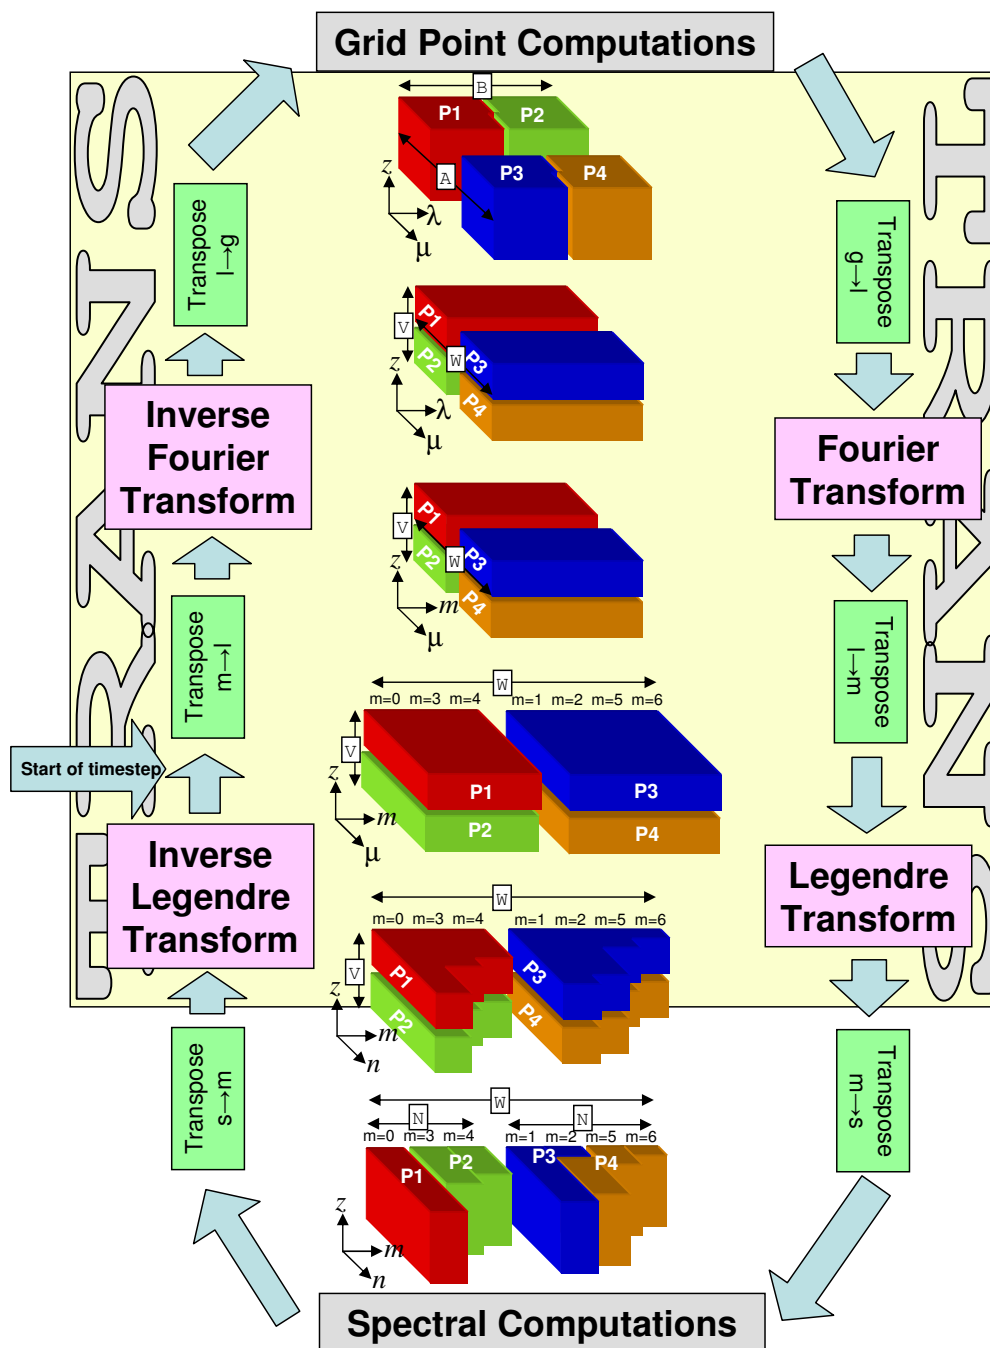 Grid Point Computations
B
P1
P2
A
P3
P4
z
λ
μ
Transpose
l→g
Transpose
g→l
V
P1
W
P3
P2
P4
z
λ
μ
Inverse
Fourier
Transform
Fourier
Transform
V
P1
W
P3
P2
P4
z
m
μ
Transpose
m→l
Transpose
l→m
W
m=0 m=3 m=4 m=1 m=2 m=5 m=6
V
Start of timestep
z
P1
P3
m
P2
P4
μ
Inverse
Legendre
Transform
Legendre
Transform
W
m=0 m=3 m=4 m=1 m=2 m=5 m=6
V
P1
P3
z
P2
P4
m
n
Transpose
s→m
Transpose
m→s
W
N
N
m=0 m=3 m=4 m=1 m=2 m=5 m=6
P1
P2
P3
P4
z
m
n
Spectral Computations